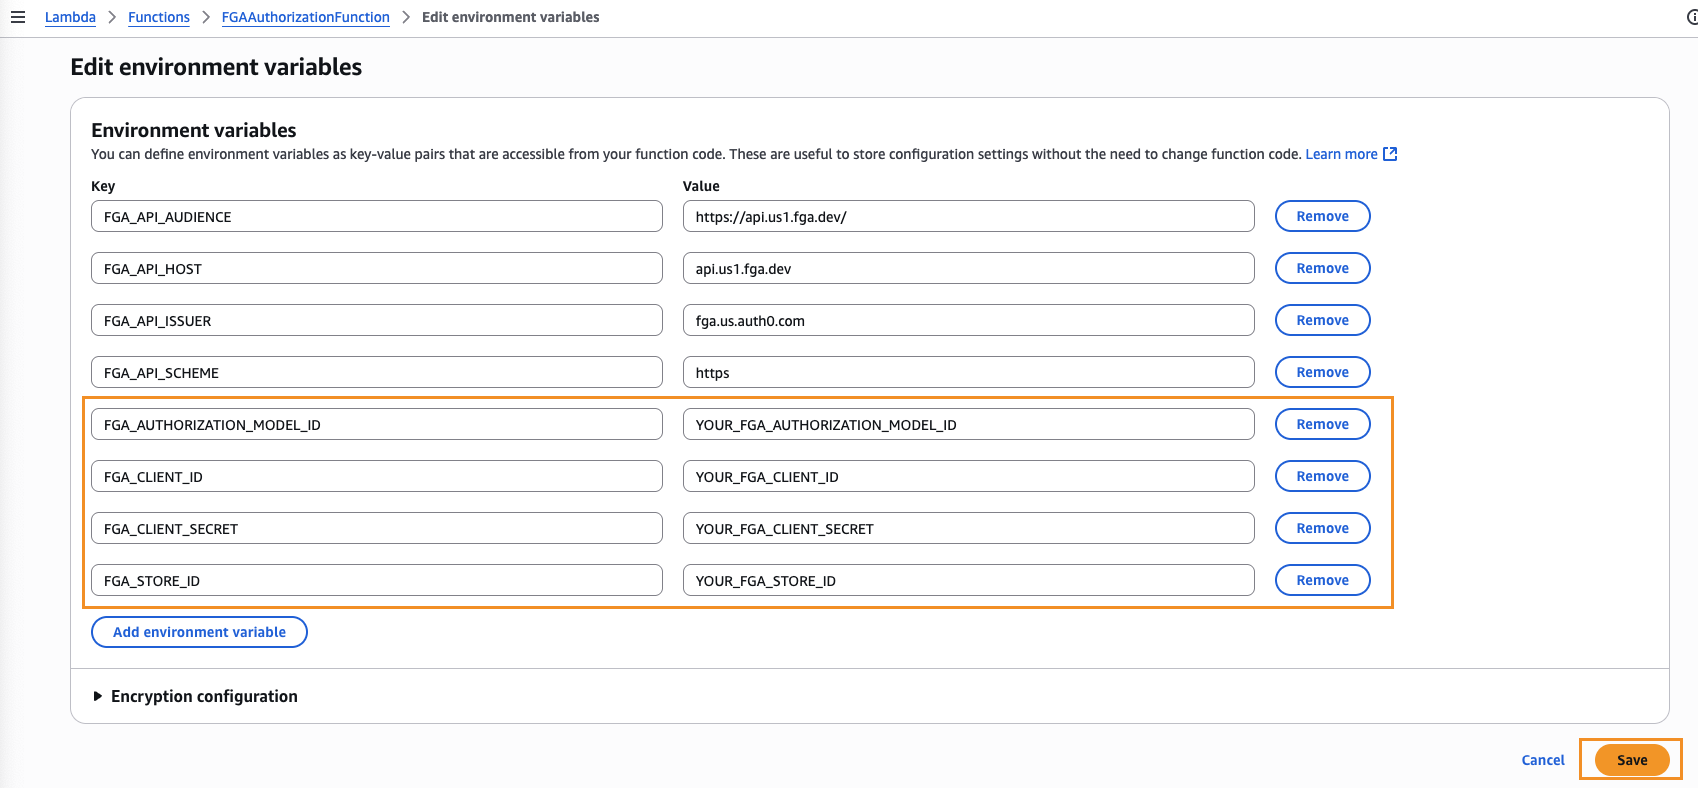 Lambda > Functions > FGAAuthorizationFunction > Edit environment variables
Edit environment variables
Environment variables
You can define environment variables as key-value pairs that are accessible from your function code. These are useful to store configuration settings without the need to change function code. Learn more
Key Value
FGA_API_AUDIENCE https://api.us1.fga.dev/ Remove
FGA_API_HOST api.us1.fga.dev Remove
FGA_API_ISSUER fga.us.auth0.com Remove
FGA_API_SCHEME https Remove
FGA_AUTHORIZATION_MODEL_ID YOUR_FGA_AUTHORIZATION_MODEL_ID Remove
FGA_CLIENT_ID YOUR_FGA_CLIENT_ID Remove
FGA_CLIENT_SECRET YOUR_FGA_CLIENT_SECRET Remove
FGA_STORE_ID YOUR_FGA_STORE_ID Remove
Add environment variable
Encryption configuration
Cancel Save